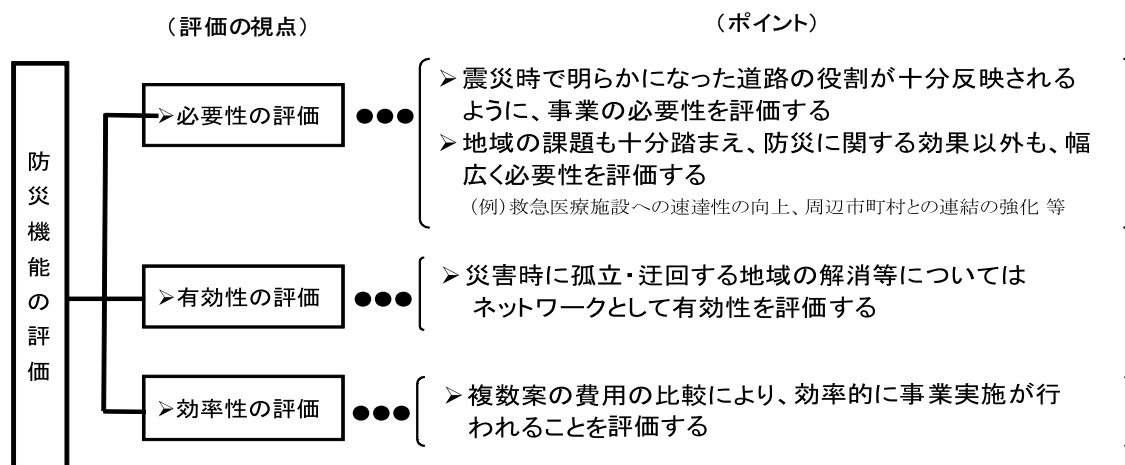 （評価の視点）
（ポイント）
防災機能の評価
➢必要性の評価
●●●
➢震災時で明らかになった道路の役割が十分反映される
ように、事業の必要性を評価する
➢地域の課題も十分踏まえ、防災に関する効果以外も、幅
広く必要性を評価する
（例）救急医療施設への速達性の向上、周辺市町村との連結の強化 等
➢有効性の評価
●●●
➢災害時に孤立・迂回する地域の解消等については
ネットワークとして有効性を評価する
➢効率性の評価
●●●
➢複数案の費用の比較により、効率的に事業実施が行
われることを評価する